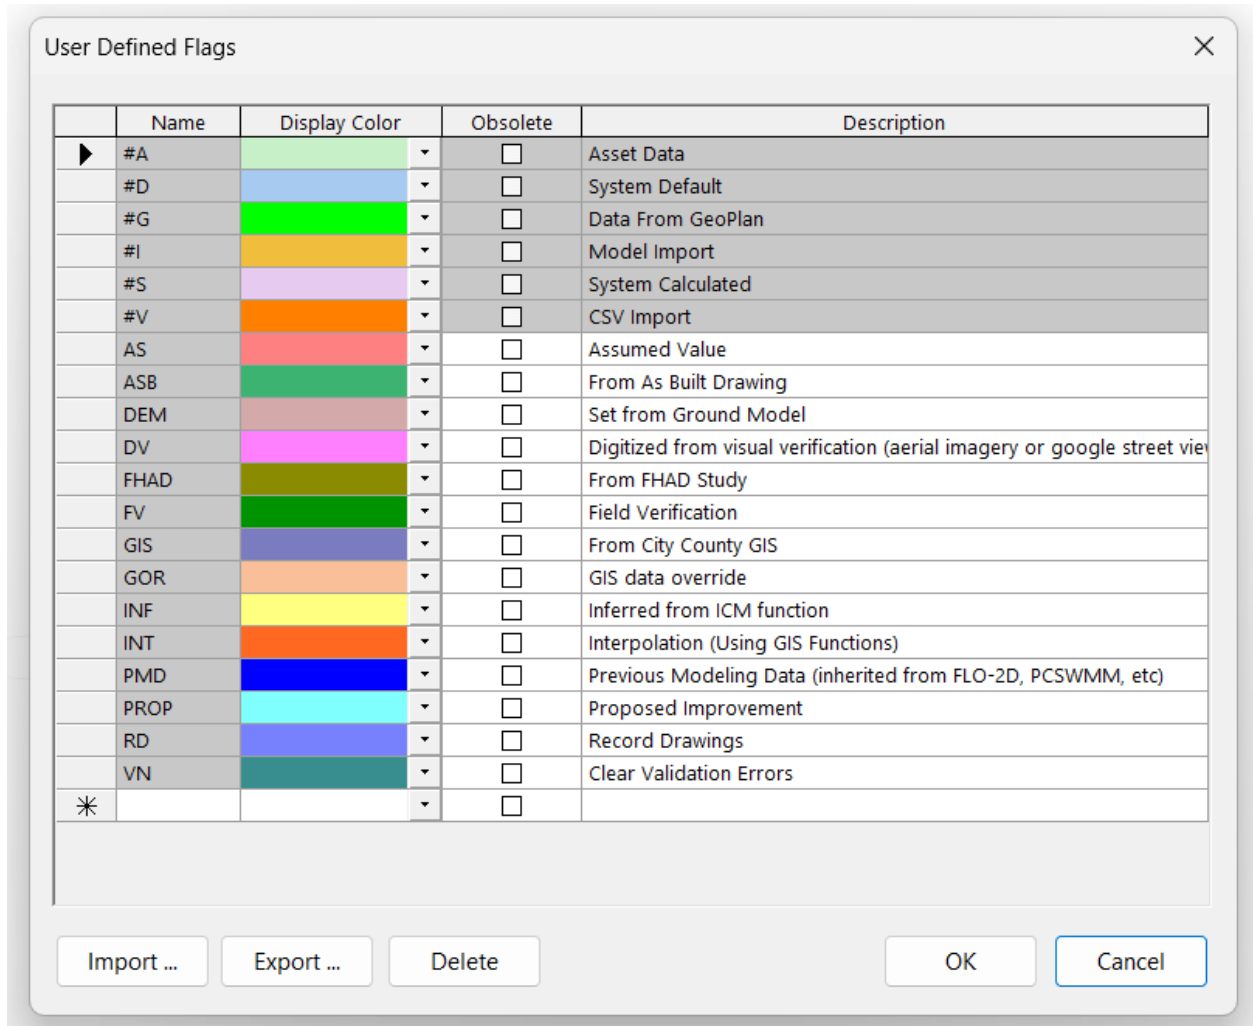 User Defined Flags
Name Display Color Obsolete Description
#A Asset Data
#D System Default
#G Data From GeoPlan
#I Model Import
#S System Calculated
#V CSV Import
AS Assumed Value
ASB From As Built Drawing
DEM Set from Ground Model
DV Digitized from visual verification (aerial imagery or google street
FHAD From FHAD Study
FV Field Verification
GIS From City County GIS
GOR GIS data override
INF Inferred from ICM function
INT Interpolation (Using GIS Functions)
PMD Previous Modeling Data (inherited from FLO-2D, PCSWMM, etc)
PROP Proposed Improvement
RD Record Drawings
VN Clear Validation Errors
Import ... Export ... Delete OK Cancel